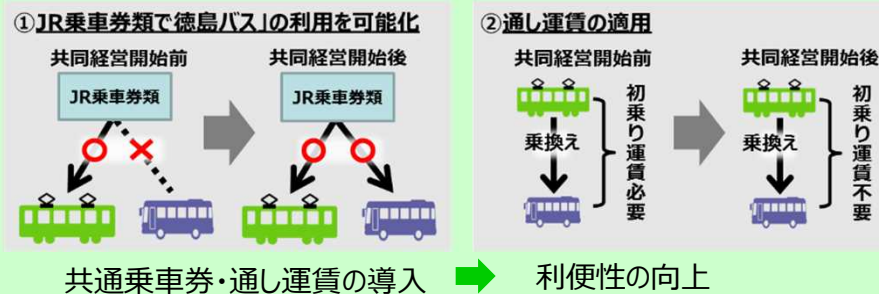 ①JR乗車券類で徳島バス」の利用を可能化
共同経営開始前
共同経営開始後
JR乗車券類
JR乗車券類
②通し運賃の適用
共同経営開始前
共同経営開始後
乗換え
初乗り運賃必要
乗換え
初乗り運賃不要
共通乗車券・通し運賃の導入
利便性の向上